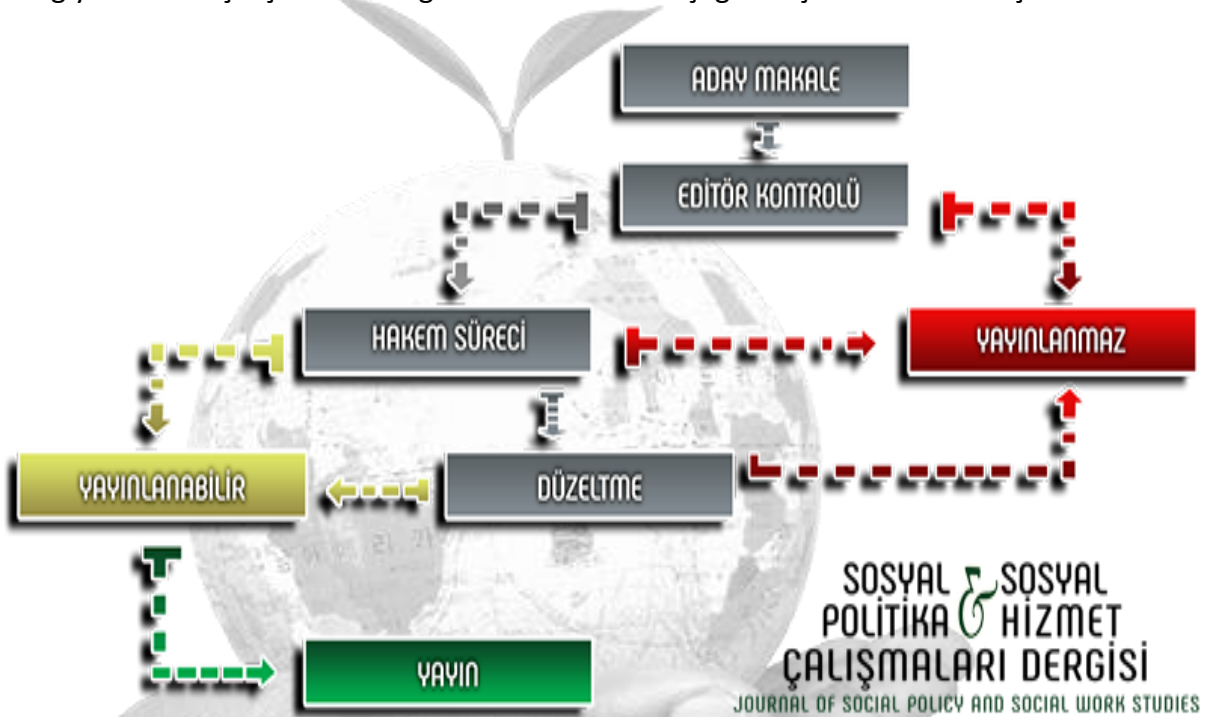 ADAY MAKALE
EDİTÖR KONTROLÜ
HAKEM SÜRECİ
YAYINLANMAZ
YAYINLANABİLİR
DÜZELTME
YAYIN
SOSYAL & SOSYAL
POLİTİKA HİZMET
ÇALIŞMALARI DERGİSİ
JOURNAL OF SOCIAL POLICY AND SOCIAL WORK STUDIES